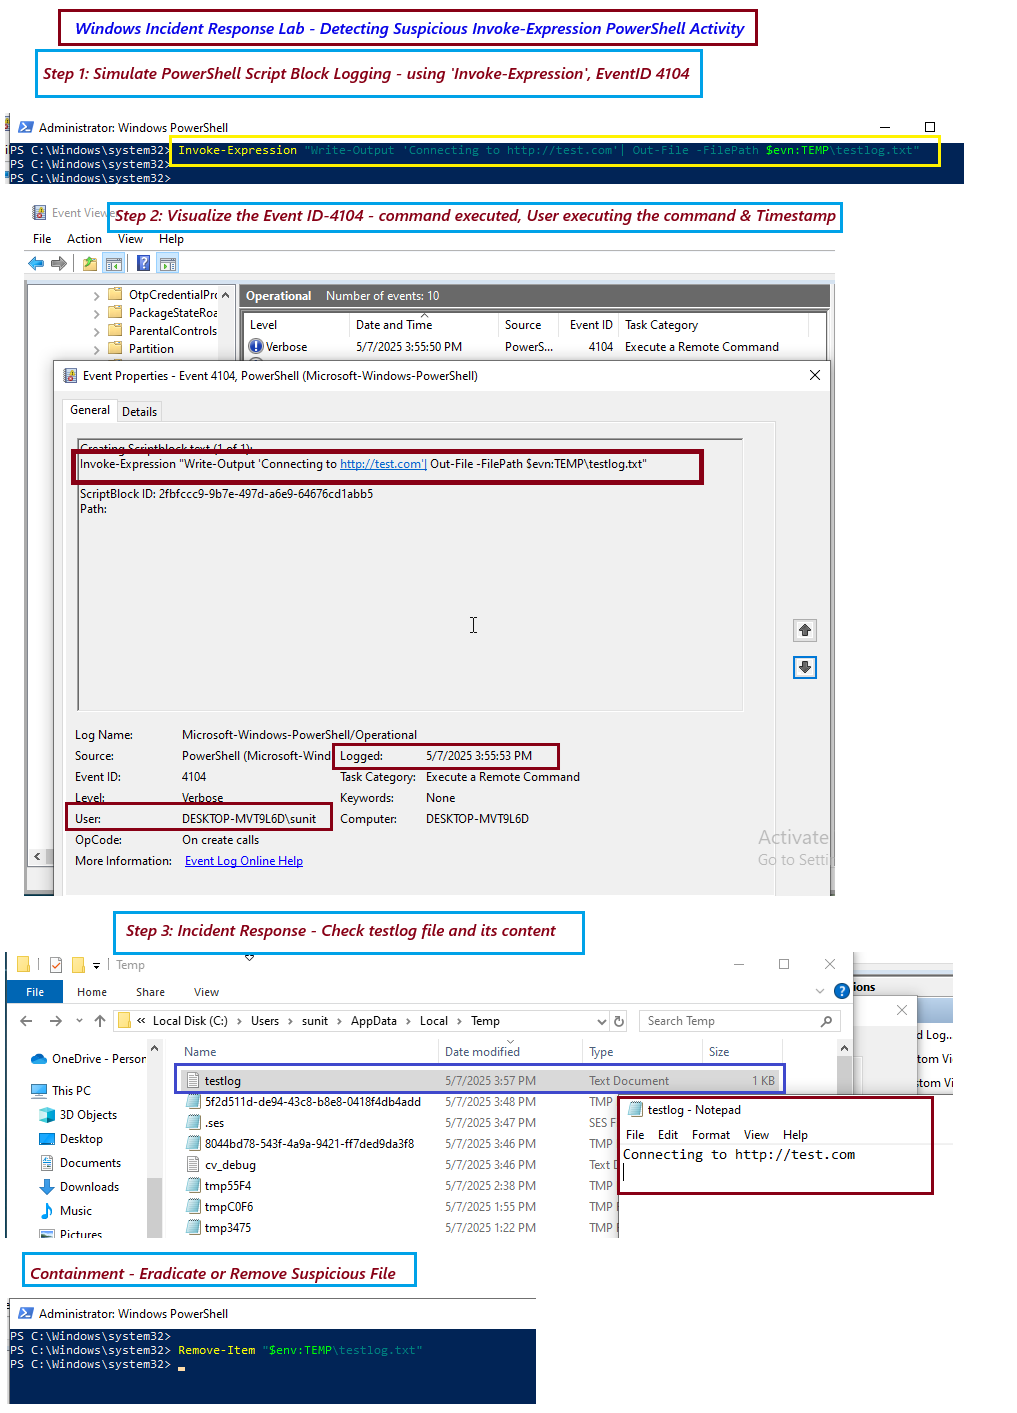 Windows Incident Response Lab - Detecting Suspicious Invoke-Expression PowerShell Activity
Step 1: Simulate PowerShell Script Block Logging - using 'Invoke-Expression', EventID 4104
Administrator: Windows PowerShell
PS C:\Windows\system32> Invoke-Expression "Write-Output 'Connecting to http://test.com'| Out-File -FilePath $evn:TEMP\testlog.txt"
PS C:\Windows\system32>
PS C:\Windows\system32>
Event Viewe
Step 2: Visualize the Event ID-4104 - command executed, User executing the command & Timestamp
File Action View Help
OtpCredentialPro
PackageStateRoa
ParentalControls
Partition
Operational Number of events: 10
Level Date and Time Source Event ID Task Category
Verbose 5/7/2025 3:55:50 PM PowerS... 4104 Execute a Remote Command
Event Properties - Event 4104, PowerShell (Microsoft-Windows-PowerShell)
General Details
Creating Scriptblock text (1 of 1):
Invoke-Expression "Write-Output 'Connecting to http://test.com'| Out-File -FilePath $evn:TEMP\testlog.txt"
ScriptBlock ID: 2fbfccc9-9b7e-497d-a6e9-64676cd1abb5
Path:
Log Name: Microsoft-Windows-PowerShell/Operational
Source: PowerShell (Microsoft-Wind Logged: 5/7/2025 3:55:53 PM
Event ID: 4104 Task Category: Execute a Remote Command
Level: Verbose Keywords: None
User: DESKTOP-MVT9L6D\sunit Computer: DESKTOP-MVT9L6D
OpCode: On create calls
More Information: Event Log Online Help
Activate
Go to Setti
Step 3: Incident Response - Check testlog file and its content
Temp
File Home Share View
« Local Disk (C:) › Users › sunit › AppData › Local › Temp
Search Temp
OneDrive - Person
This PC
3D Objects
Desktop
Documents
Downloads
Music
Pictures
Name Date modified Type Size
testlog 5/7/2025 3:57 PM Text Document 1 KB
5f2d511d-de94-43c8-b8e8-0418f4db4add 5/7/2025 3:48 PM TMP
.ses 5/7/2025 3:47 PM SES F
8044bd78-543f-4a9a-9421-ff7ded9da3f8 5/7/2025 3:46 PM TMP
cv_debug 5/7/2025 3:46 PM Text D
tmp55F4 5/7/2025 2:38 PM TMP
tmpC0F6 5/7/2025 1:55 PM TMP
tmp3475 5/7/2025 1:22 PM TMP
ions
d Log...
tom Vi
stom Vi
testlog - Notepad
File Edit Format View Help
Connecting to http://test.com
Containment - Eradicate or Remove Suspicious File
Administrator: Windows PowerShell
PS C:\Windows\system32>
PS C:\Windows\system32> Remove-Item "$env:TEMP\testlog.txt"
PS C:\Windows\system32>